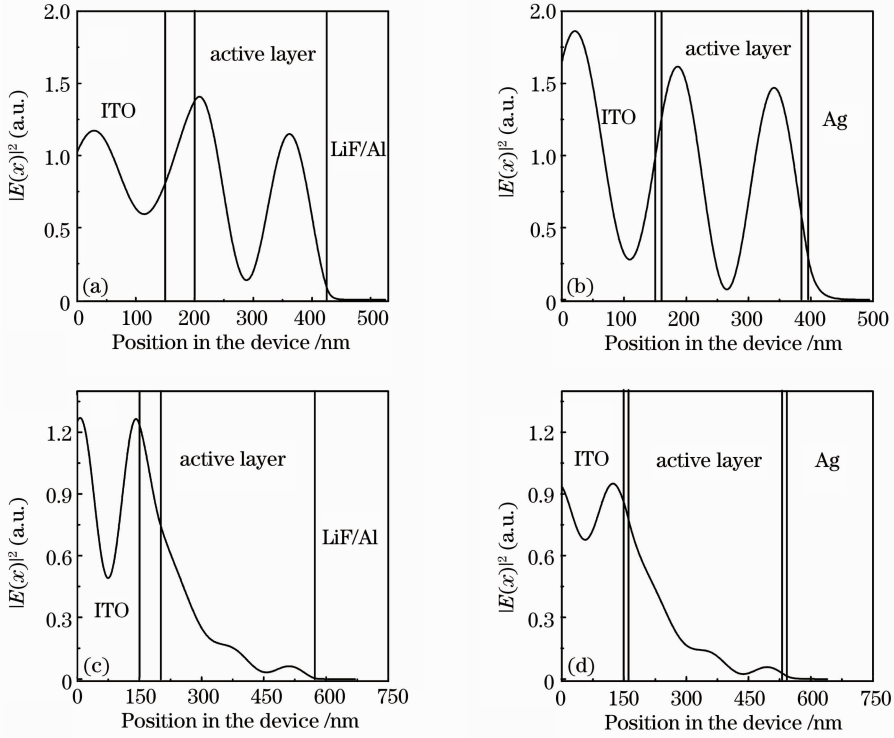 2.0
1.5
1.0
0.5
0
|E(x)|² (a.u.)
ITO
active layer
LiF/Al
(a)
0 100 200 300 400 500
Position in the device /nm
2.0
1.5
1.0
0.5
0
|E(x)|² (a.u.)
ITO
active layer
Ag
(b)
0 100 200 300 400 500
Position in the device /nm
1.2
0.9
0.6
0.3
0
|E(x)|² (a.u.)
active layer
LiF/Al
ITO
(c)
0 150 300 450 600 750
Position in the device /nm
1.2
0.9
0.6
0.3
0
|E(x)|² (a.u.)
ITO
active layer
Ag
(d)
0 150 300 450 600 750
Position in the device /nm